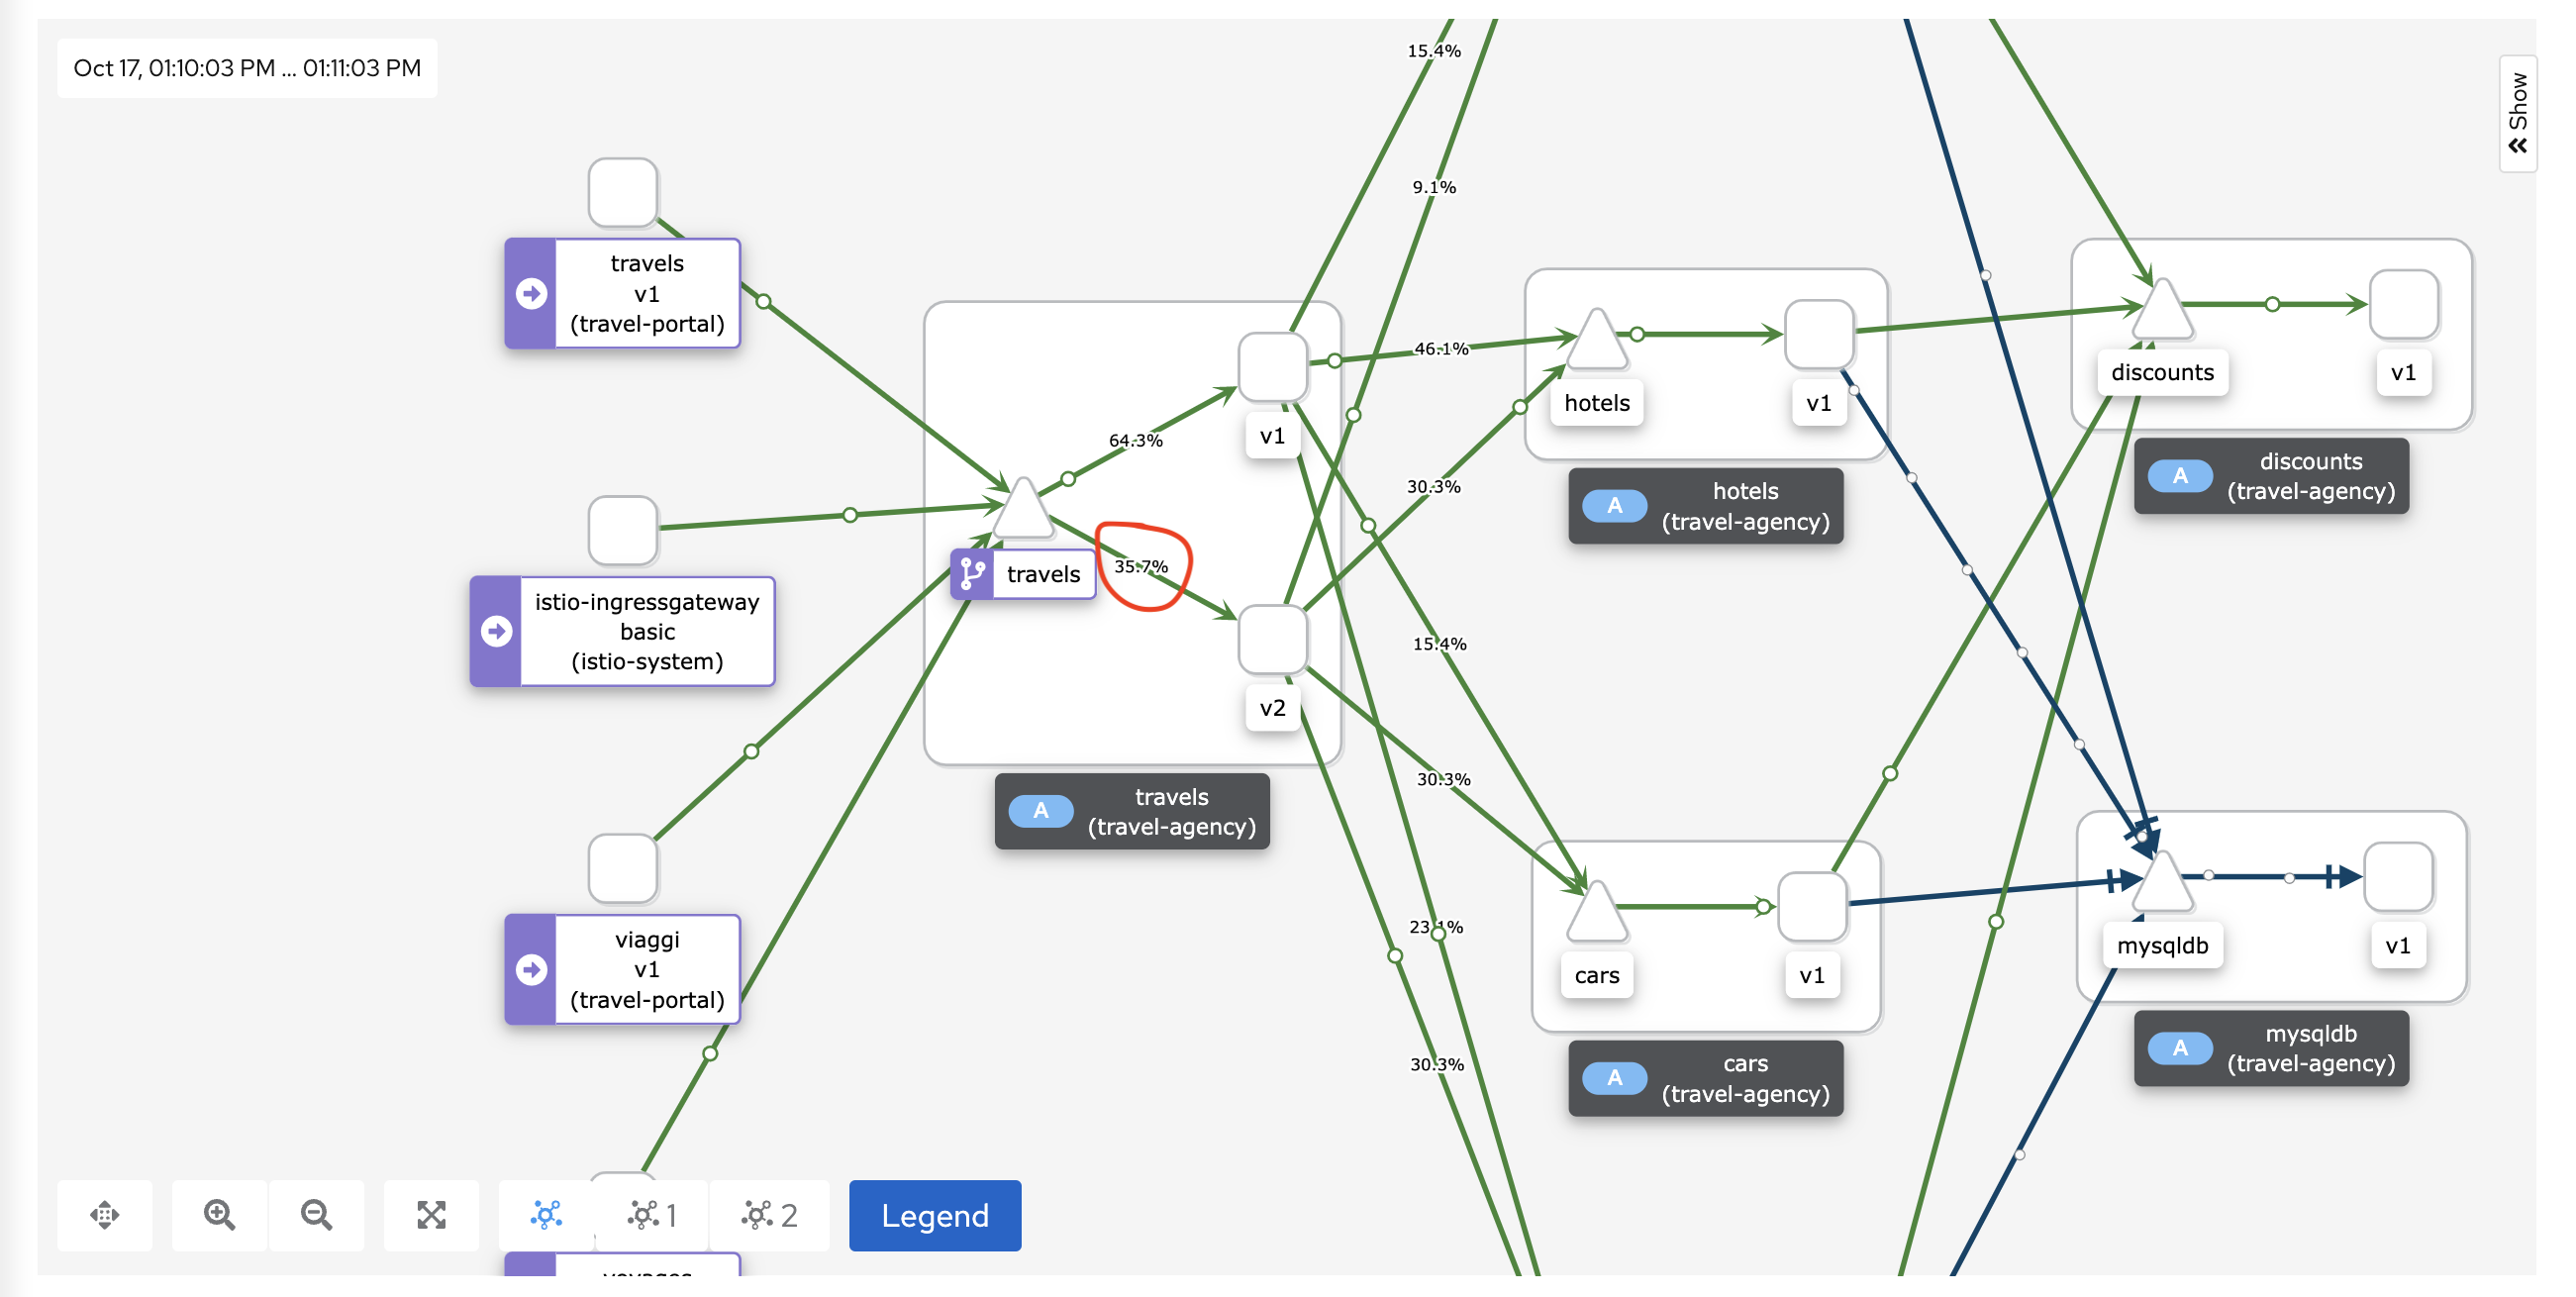 Oct 17, 01:10:03 PM ... 01:11:03 PM
Show
15.4%
9.1%
travels
v1
(travel-portal)
46.1%
hotels
v1
discounts
v1
v1
64.3%
30.3%
discounts
(travel-agency)
A
hotels
(travel-agency)
A
travels
35.7%
istio-ingressgateway
basic
(istio-system)
15.4%
v2
30.3%
travels
(travel-agency)
A
viaggi
v1
(travel-portal)
30.3%
cars
v1
mysqldb
v1
cars
(travel-agency)
A
mysqldb
(travel-agency)
A
1
2
Legend